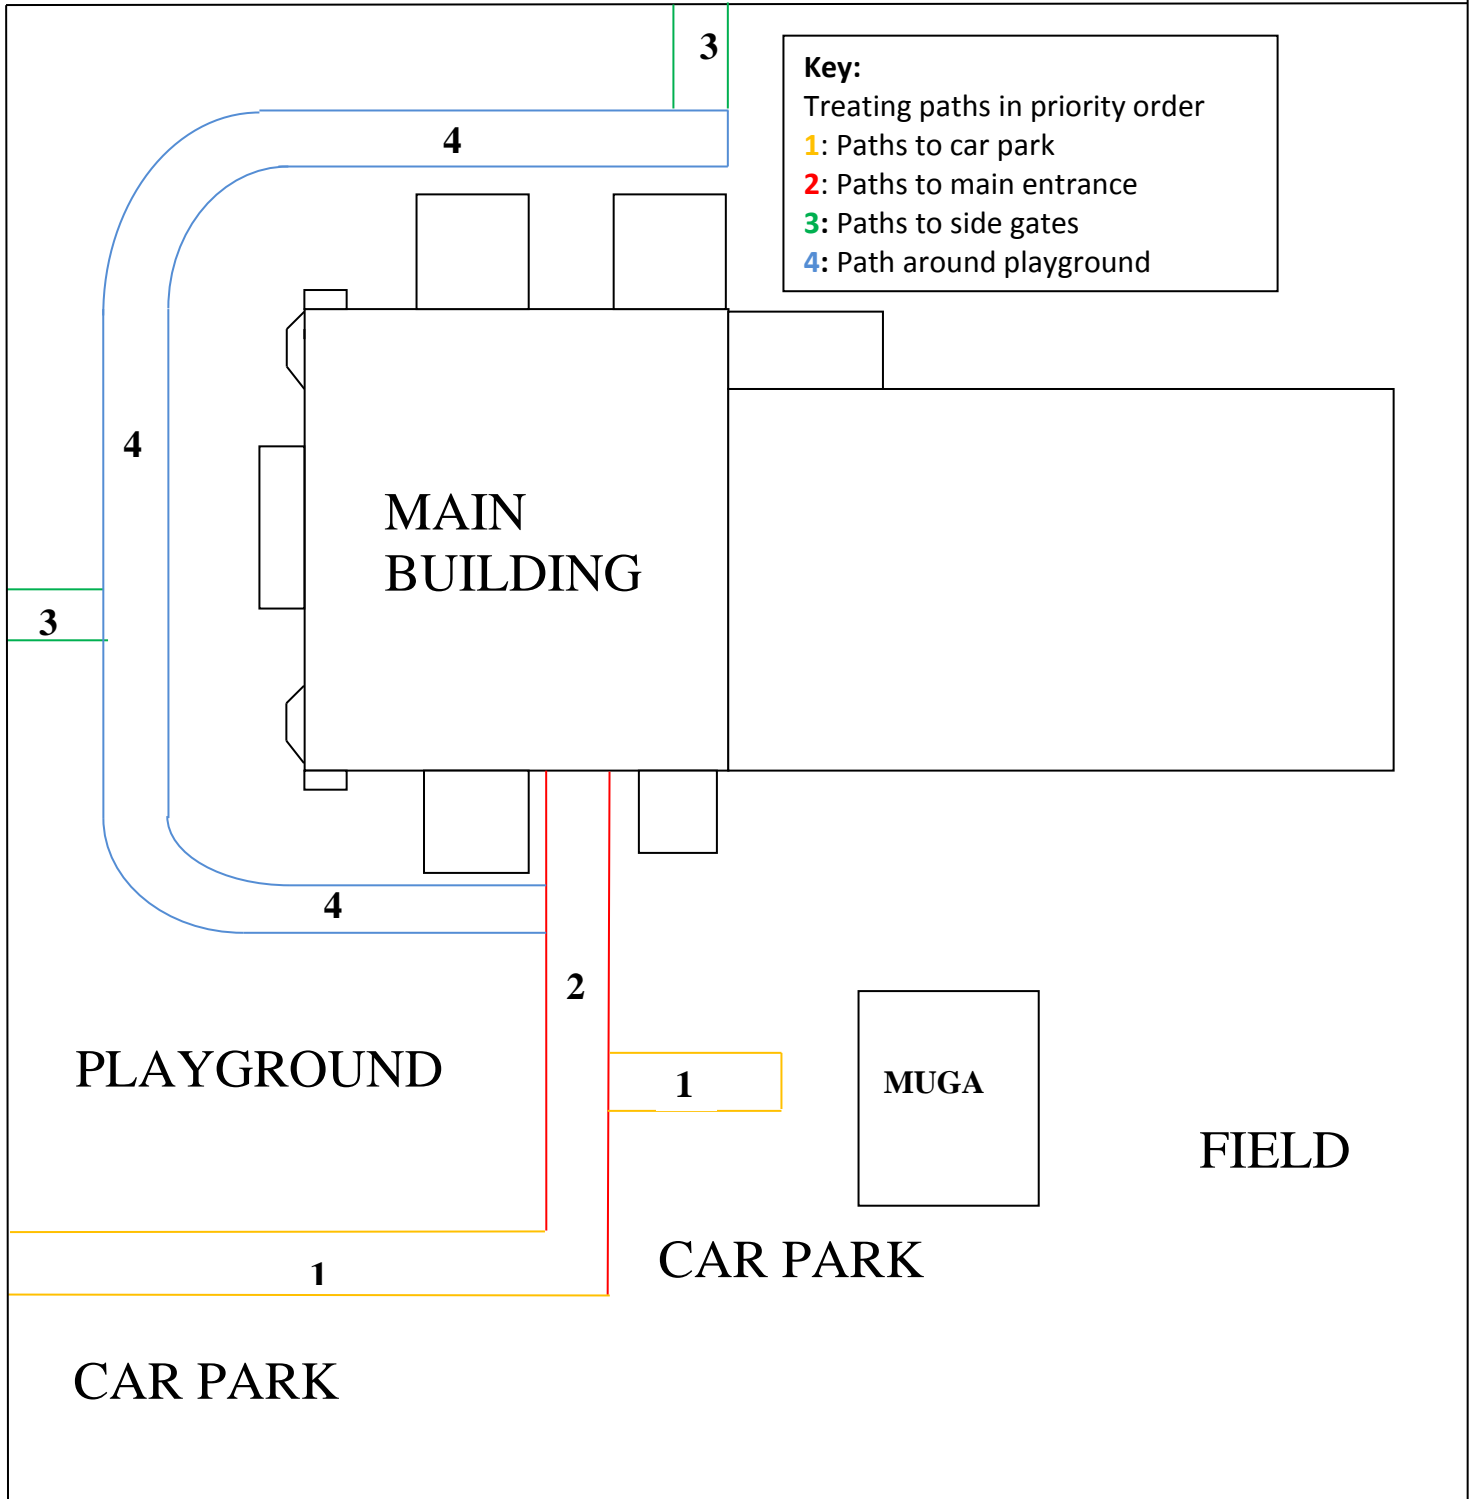 3
Key:
Treating paths in priority order
1: Paths to car park
2: Paths to main entrance
3: Paths to side gates
4: Path around playground
4
4
MAIN
BUILDING
3
4
2
PLAYGROUND
1
MUGA
FIELD
CAR PARK
1
CAR PARK